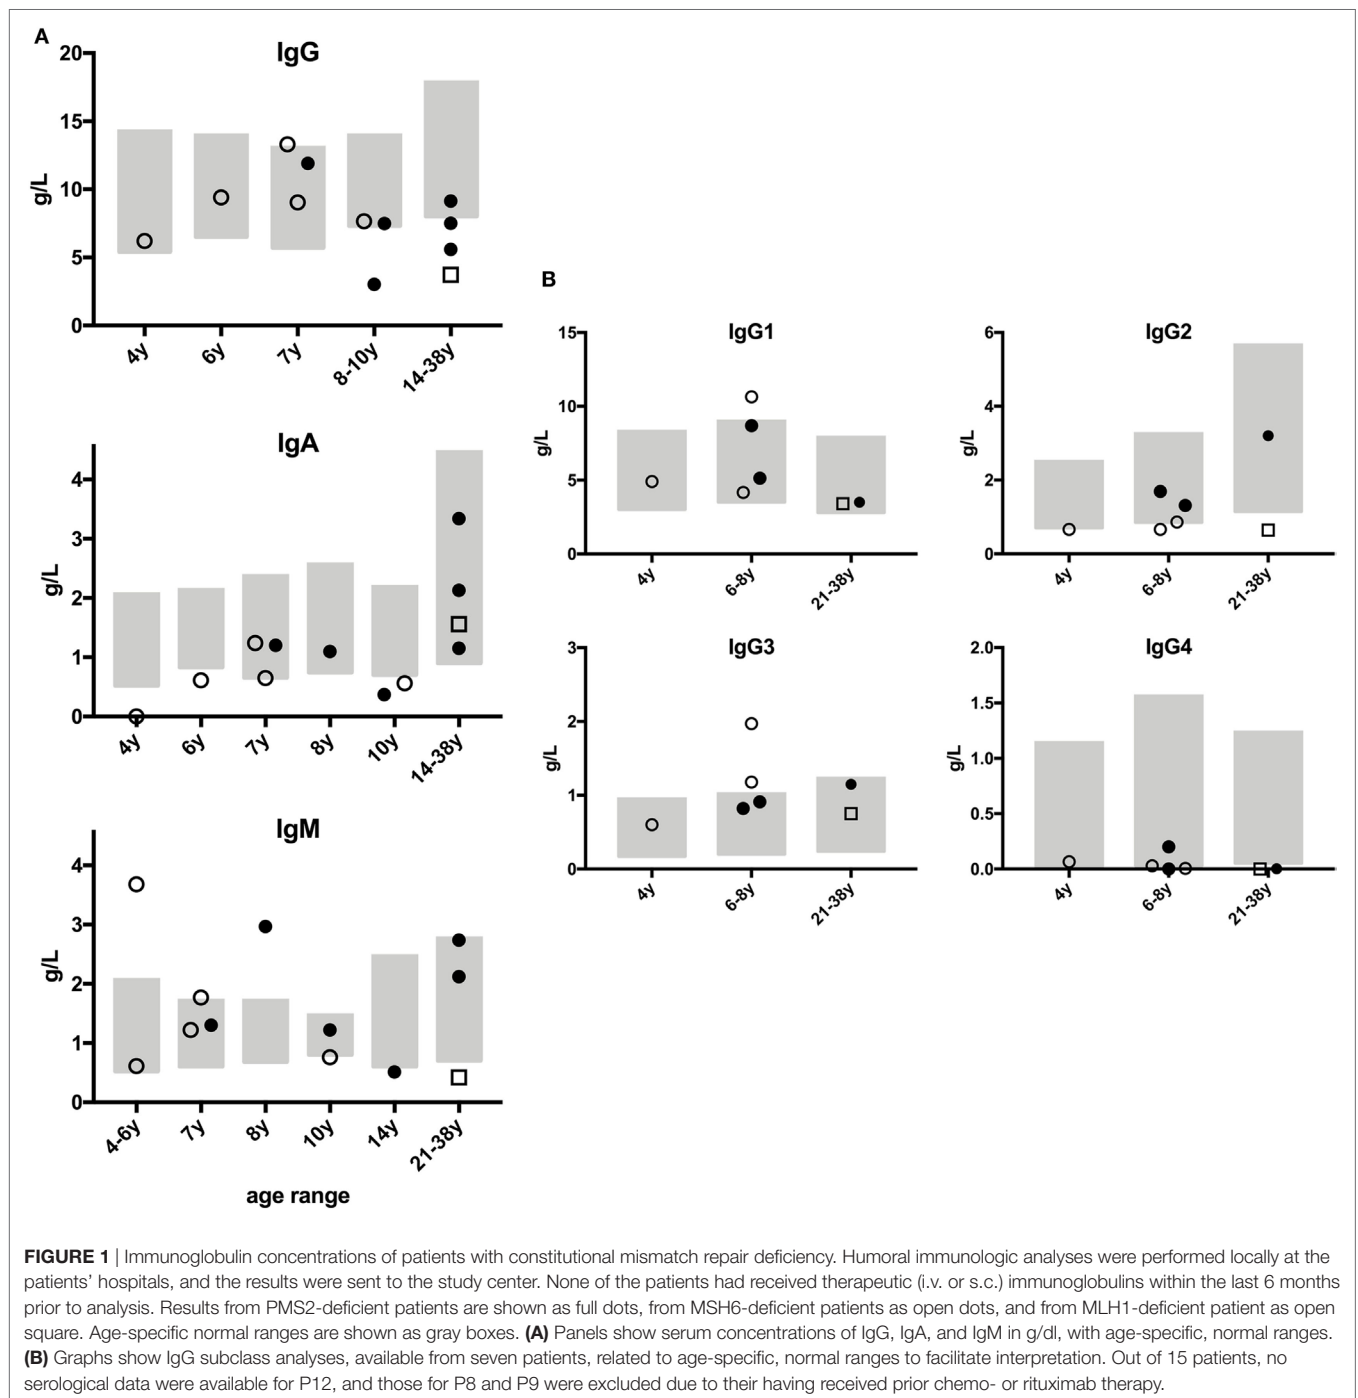 A
IgG
20
15
10
5
0
g/L
4y
6y
7y
8-10y
14-38y
IgA
4
3
2
1
0
g/L
4y
6y
7y
8y
10y
14-38y
IgM
4
3
2
1
0
g/L
4-6y
7y
8y
10y
14y
21-38y
age range
B
IgG1
15
10
5
0
g/L
4y
6-8y
21-38y
IgG2
6
4
2
0
g/L
4y
6-8y
21-38y
IgG3
3
2
1
0
g/L
4y
6-8y
21-38y
IgG4
2.0
1.5
1.0
0.5
0.0
g/L
4y
6-8y
21-38y
FIGURE 1 | Immunoglobulin concentrations of patients with constitutional mismatch repair deficiency. Humoral immunologic analyses were performed locally at the
patients’ hospitals, and the results were sent to the study center. None of the patients had received therapeutic (i.v. or s.c.) immunoglobulins within the last 6 months
prior to analysis. Results from PMS2-deficient patients are shown as full dots, from MSH6-deficient patients as open dots, and from MLH1-deficient patient as open
square. Age-specific normal ranges are shown as gray boxes. (A) Panels show serum concentrations of IgG, IgA, and IgM in g/dl, with age-specific, normal ranges.
(B) Graphs show IgG subclass analyses, available from seven patients, related to age-specific, normal ranges to facilitate interpretation. Out of 15 patients, no
serological data were available for P12, and those for P8 and P9 were excluded due to their having received prior chemo- or rituximab therapy.